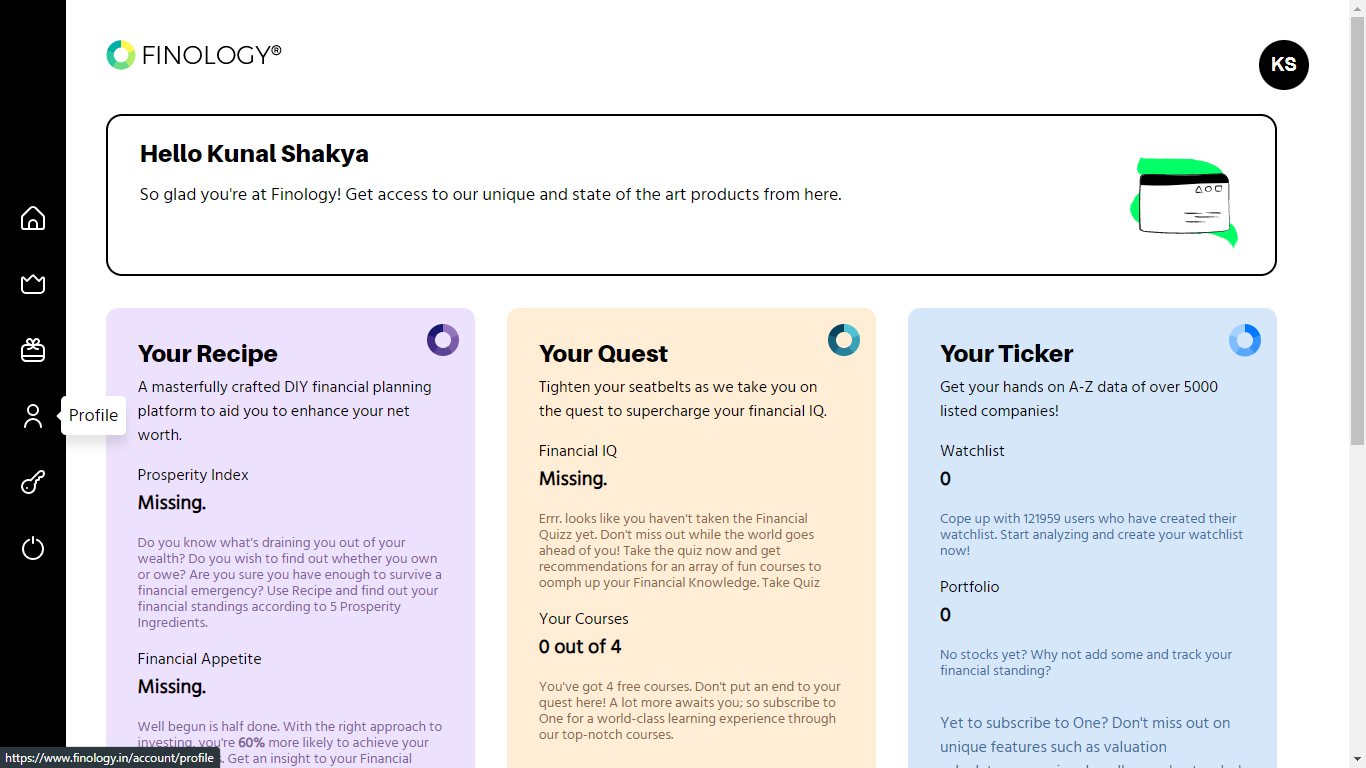 FINOLOGY®
KS
Hello Kunal Shakya
So glad you're at Finology! Get access to our unique and state of the art products from here.
Profile
Your Recipe
A masterfully crafted DIY financial planning
platform to aid you to enhance your net
worth.
Prosperity Index
Missing.
Do you know what's draining you out of your
wealth? Do you wish to find out whether you own
or owe? Are you sure you have enough to survive a
financial emergency? Use Recipe and find out your
financial standings according to 5 Prosperity
Ingredients.
Financial Appetite
Missing.
Well begun is half done. With the right approach to
investing, you're 60% more likely to achieve your
. Get an insight to your Financial
Your Quest
Tighten your seatbelts as we take you on
the quest to supercharge your financial IQ.
Financial IQ
Missing.
Errr. looks like you haven't taken the Financial
Quizz yet. Don't miss out while the world goes
ahead of you! Take the quiz now and get
recommendations for an array of fun courses to
oomph up your Financial Knowledge. Take Quiz
Your Courses
0 out of 4
You've got 4 free courses. Don't put an end to your
quest here! A lot more awaits you; so subscribe to
One for a world-class learning experience through
our top-notch courses.
Your Ticker
Get your hands on A-Z data of over 5000
listed companies!
Watchlist
0
Cope up with 121959 users who have created their
watchlist. Start analyzing and create your watchlist
now!
Portfolio
0
No stocks yet? Why not add some and track your
financial standing?
Yet to subscribe to One? Don't miss out on
unique features such as valuation
https://www.finology.in/account/profile